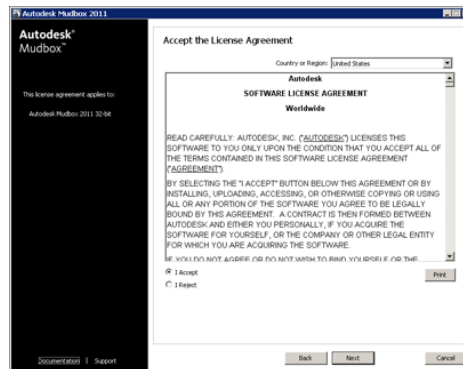 Autodesk Mudbox 2011
Autodesk®
Mudbox™
This license agreement applies to:
Autodesk Mudbox 2011 32-bit
Accept the License Agreement
Country or Region: United States
Autodesk
SOFTWARE LICENSE AGREEMENT
Worldwide
READ CAREFULLY: AUTODESK, INC. ("AUTODESK") LICENSES THIS
SOFTWARE TO YOU ONLY UPON THE CONDITION THAT YOU ACCEPT ALL OF
THE TERMS CONTAINED IN THIS SOFTWARE LICENSE AGREEMENT
("AGREEMENT").
BY SELECTING THE "I ACCEPT" BUTTON BELOW THIS AGREEMENT OR BY
INSTALLING, UPLOADING, ACCESSING, OR OTHERWISE COPYING OR USING
ALL OR ANY PORTION OF THE SOFTWARE YOU AGREE TO BE LEGALLY
BOUND BY THIS AGREEMENT. A CONTRACT IS THEN FORMED BETWEEN
AUTODESK AND EITHER YOU PERSONALLY, IF YOU ACQUIRE THE
SOFTWARE FOR YOURSELF, OR THE COMPANY OR OTHER LEGAL ENTITY
FOR WHICH YOU ARE ACQUIRING THE SOFTWARE.
IF YOU DO NOT AGREE OR DO NOT WISH TO BIND YOURSELF OR THE
I Accept
I Reject
Print
Documentation | Support
Back
Next
Cancel